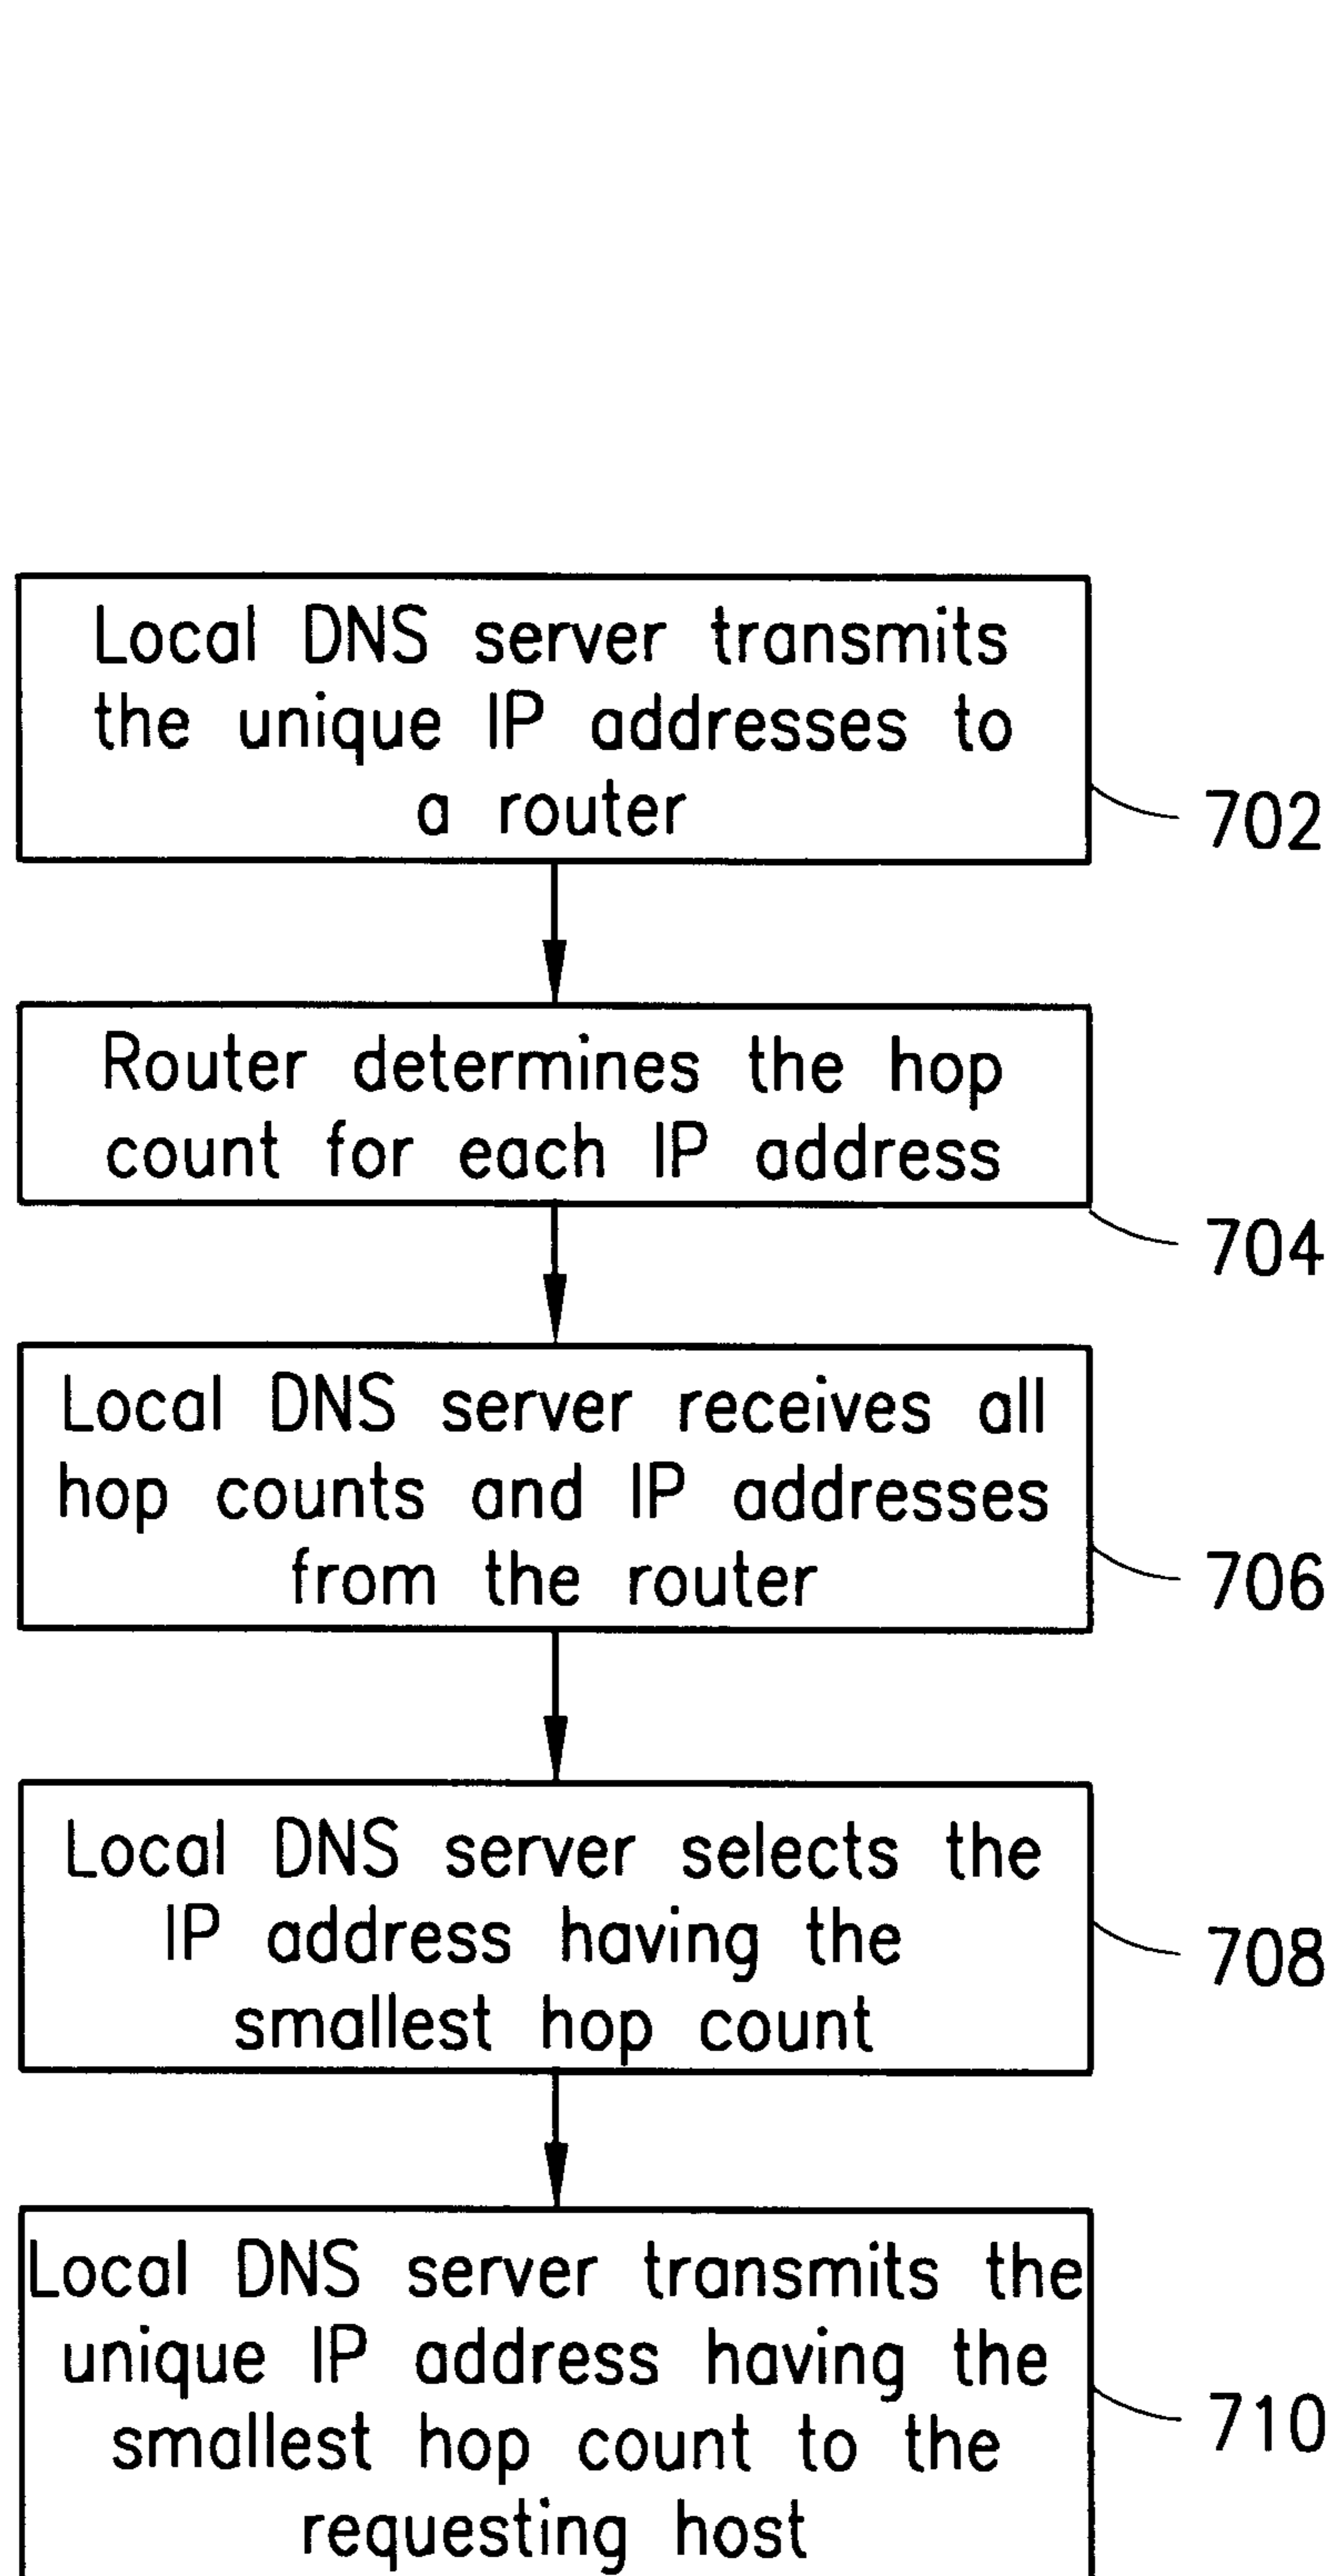 Local DNS server transmits
the unique IP addresses to
a router
702
Router determines the hop
count for each IP address
704
Local DNS server receives all
hop counts and IP addresses
from the router
706
Local DNS server selects the
IP address having the
smallest hop count
708
Local DNS server transmits the
unique IP address having the
smallest hop count to the
requesting host
710